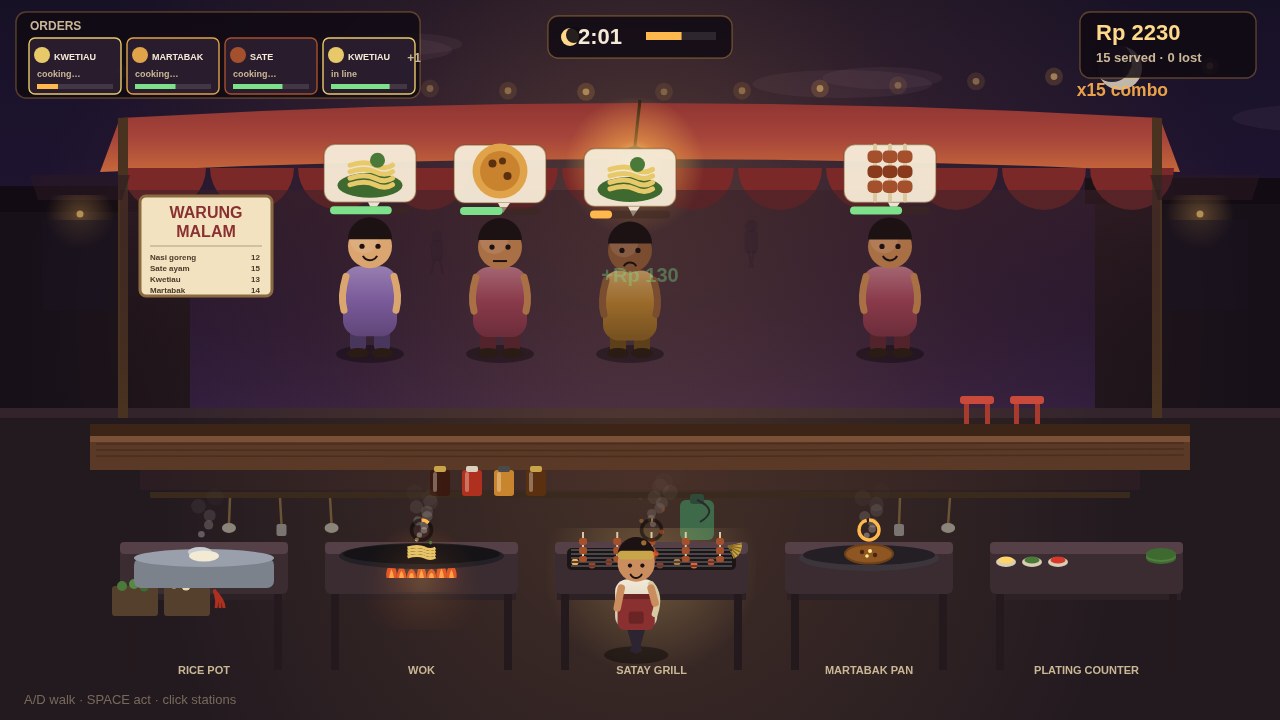 ORDERS
KWETIAU
cooking…
MARTABAK
cooking…
SATE
cooking…
KWETIAU
in line
+1
2:01
Rp 2230
15 served · 0 lost
x15 combo
WARUNG
MALAM
Nasi goreng 12
Sate ayam 15
Kwetiau 13
Martabak 14
+Rp 130
RICE POT
WOK
SATAY GRILL
MARTABAK PAN
PLATING COUNTER
A/D walk · SPACE act · click stations